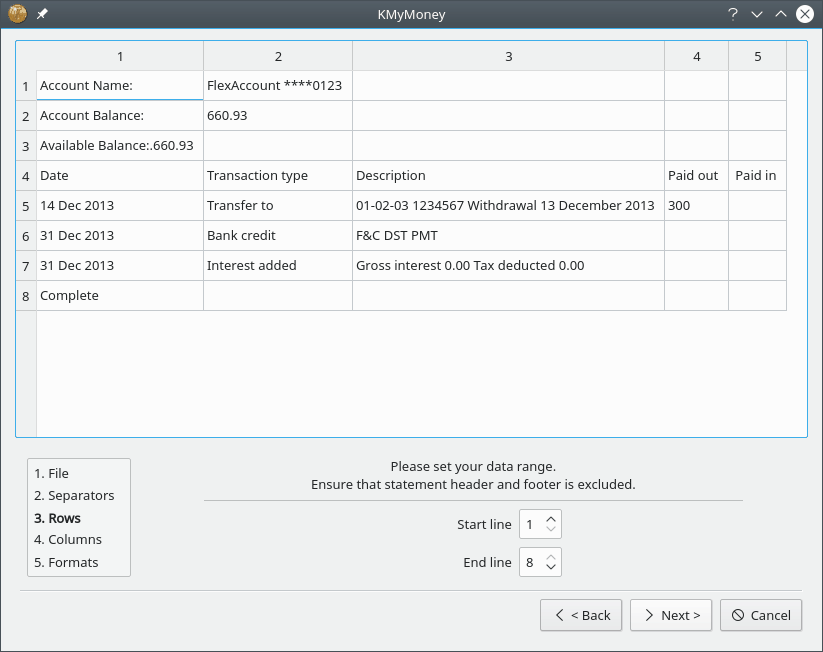 KMyMoney
?
1 2 3 4 5
1 Account Name: FlexAccount ****0123
2 Account Balance: 660.93
3 Available Balance:.660.93
4 Date Transaction type Description Paid out Paid in
5 14 Dec 2013 Transfer to 01-02-03 1234567 Withdrawal 13 December 2013 300
6 31 Dec 2013 Bank credit F&C DST PMT
7 31 Dec 2013 Interest added Gross interest 0.00 Tax deducted 0.00
8 Complete
1. File
2. Separators
3. Rows
4. Columns
5. Formats
Please set your data range.
Ensure that statement header and footer is excluded.
Start line 1
End line 8
< Back Next > Cancel